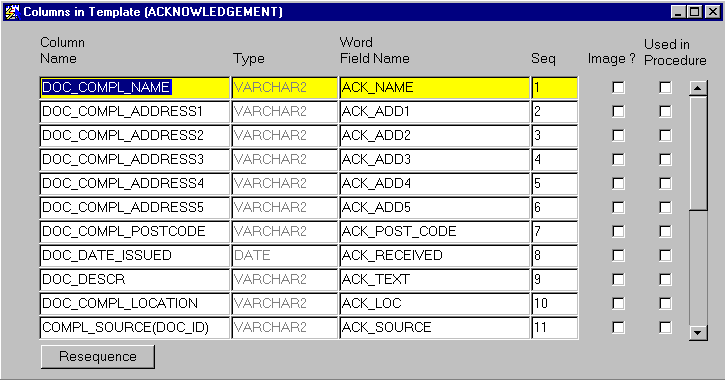 Columns in Template (ACKNOWLEDGEMENT)
Column Name Type Word Field Name Seq Image ? Used in Procedure
DOC_COMPL_NAME VARCHAR2 ACK_NAME 1
DOC_COMPL_ADDRESS1 VARCHAR2 ACK_ADD1 2
DOC_COMPL_ADDRESS2 VARCHAR2 ACK_ADD2 3
DOC_COMPL_ADDRESS3 VARCHAR2 ACK_ADD3 4
DOC_COMPL_ADDRESS4 VARCHAR2 ACK_ADD4 5
DOC_COMPL_ADDRESS5 VARCHAR2 ACK_ADD5 6
DOC_COMPL_POSTCODE VARCHAR2 ACK_POST_CODE 7
DOC_DATE_ISSUED DATE ACK_RECEIVED 8
DOC_DESCR VARCHAR2 ACK_TEXT 9
DOC_COMPL_LOCATION VARCHAR2 ACK_LOC 10
COMPL_SOURCE(DOC_ID) VARCHAR2 ACK_SOURCE 11
Resequence